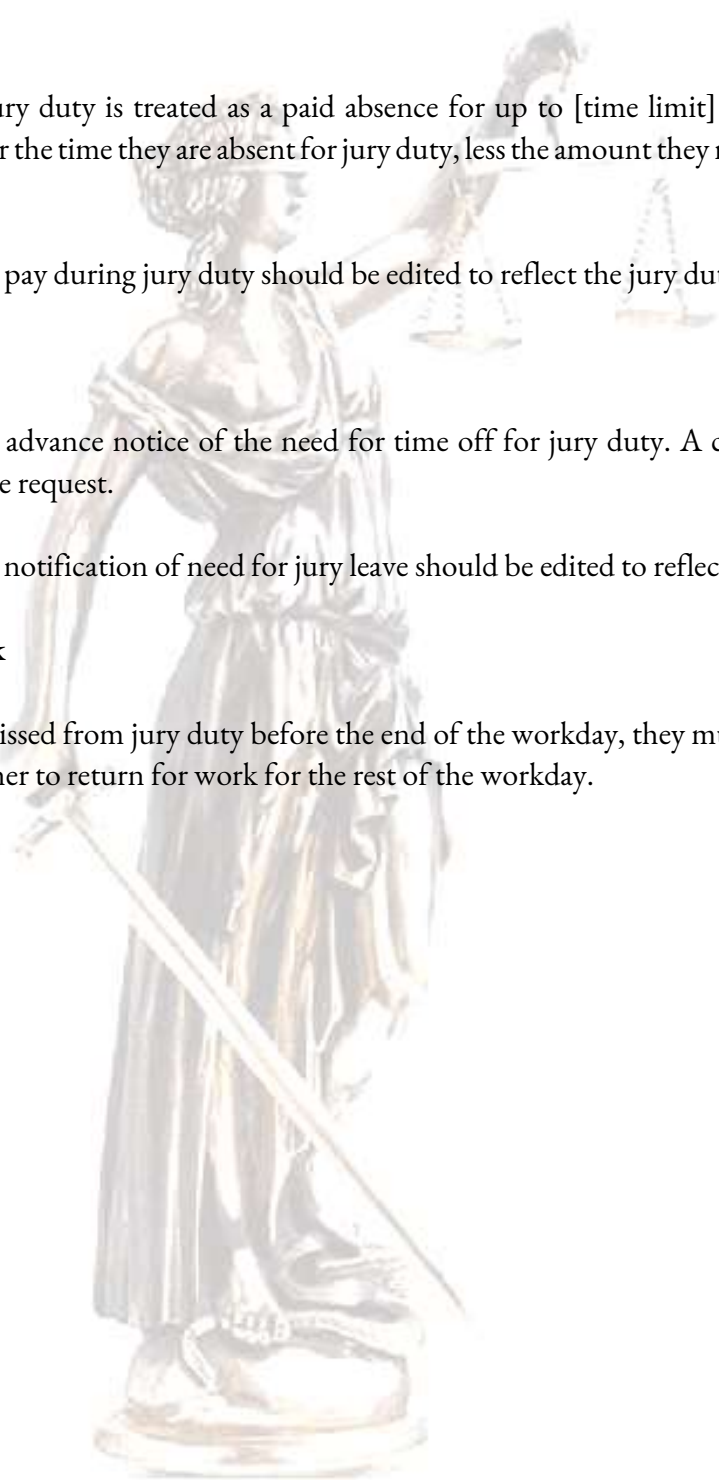 ury duty is treated as a paid absence for up to [time limit]
r the time they are absent for jury duty, less the amount they
pay during jury duty should be edited to reflect the jury du
advance notice of the need for time off for jury duty. A
e request.
notification of need for jury leave should be edited to reflec
k
issed from jury duty before the end of the workday, they mu
her to return for work for the rest of the workday.